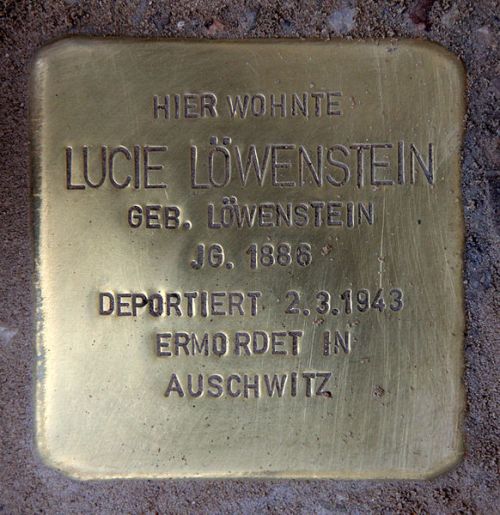 HIER WOHNTE
LUCIE LÖWENSTEIN
GEB. LÖWENSTEIN
JG. 1886
DEPORTIERT 2.3.1943
ERMORDET IN
AUSCHWITZ